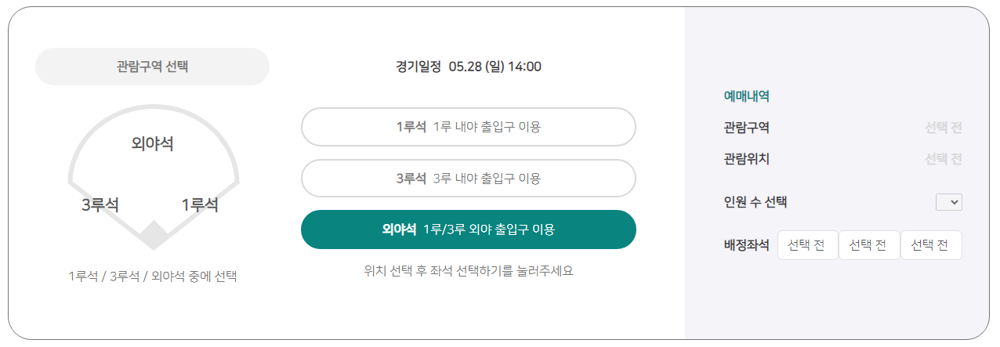 관람구역 선택
외야석
3루석 1루석
1루석 / 3루석 / 외야석 중에 선택
경기일정 05.28 (일) 14:00
1루석 1루 내야 출입구 이용
3루석 3루 내야 출입구 이용
외야석 1루/3루 외야 출입구 이용
위치 선택 후 좌석 선택하기를 눌러주세요
예매내역
관람구역 선택 전
관람위치 선택 전
인원 수 선택
배정좌석 선택 전 선택 전 선택 전